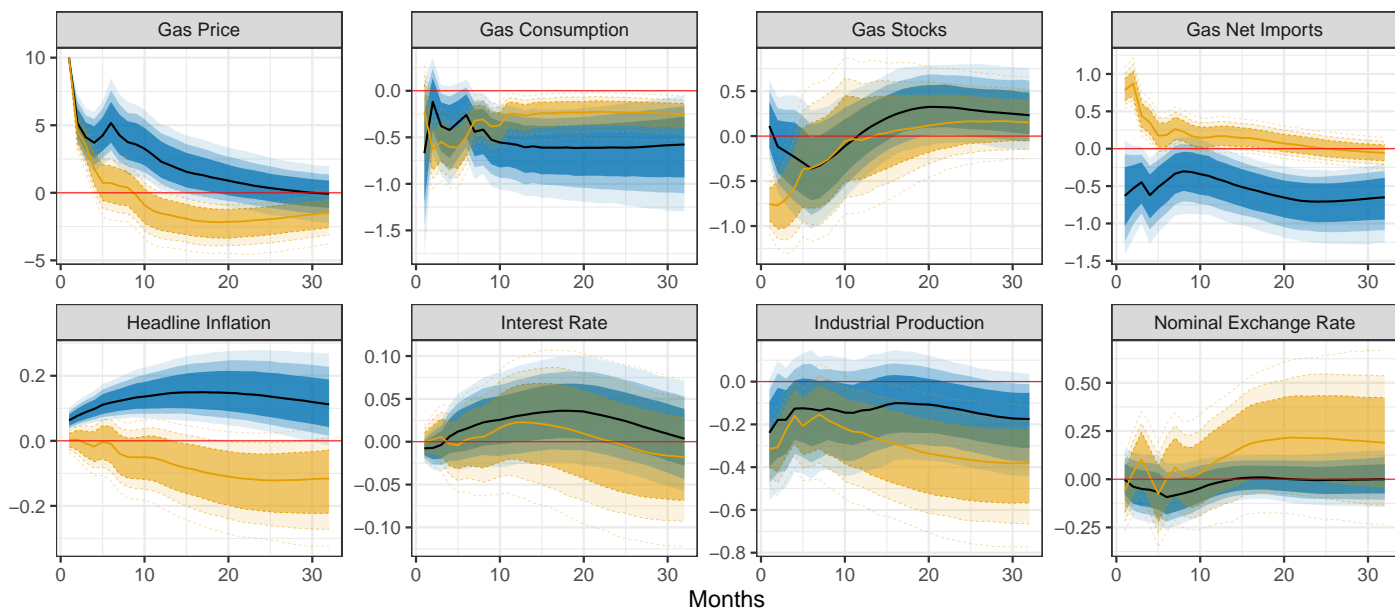 Gas Price
Gas Consumption
Gas Stocks
Gas Net Imports
10
5
0
−5
0.0
−0.5
−1.0
−1.5
0.5
0.0
−0.5
−1.0
1.0
0.5
0.0
−0.5
−1.0
−1.5
0 10 20 30
0 10 20 30
0 10 20 30
0 10 20 30
Headline Inflation
Interest Rate
Industrial Production
Nominal Exchange Rate
0.2
0.0
−0.2
0.10
0.05
0.00
−0.05
−0.10
0.0
−0.2
−0.4
−0.6
−0.8
0.50
0.25
0.00
−0.25
0 10 20 30
0 10 20 30
0 10 20 30
0 10 20 30
Months